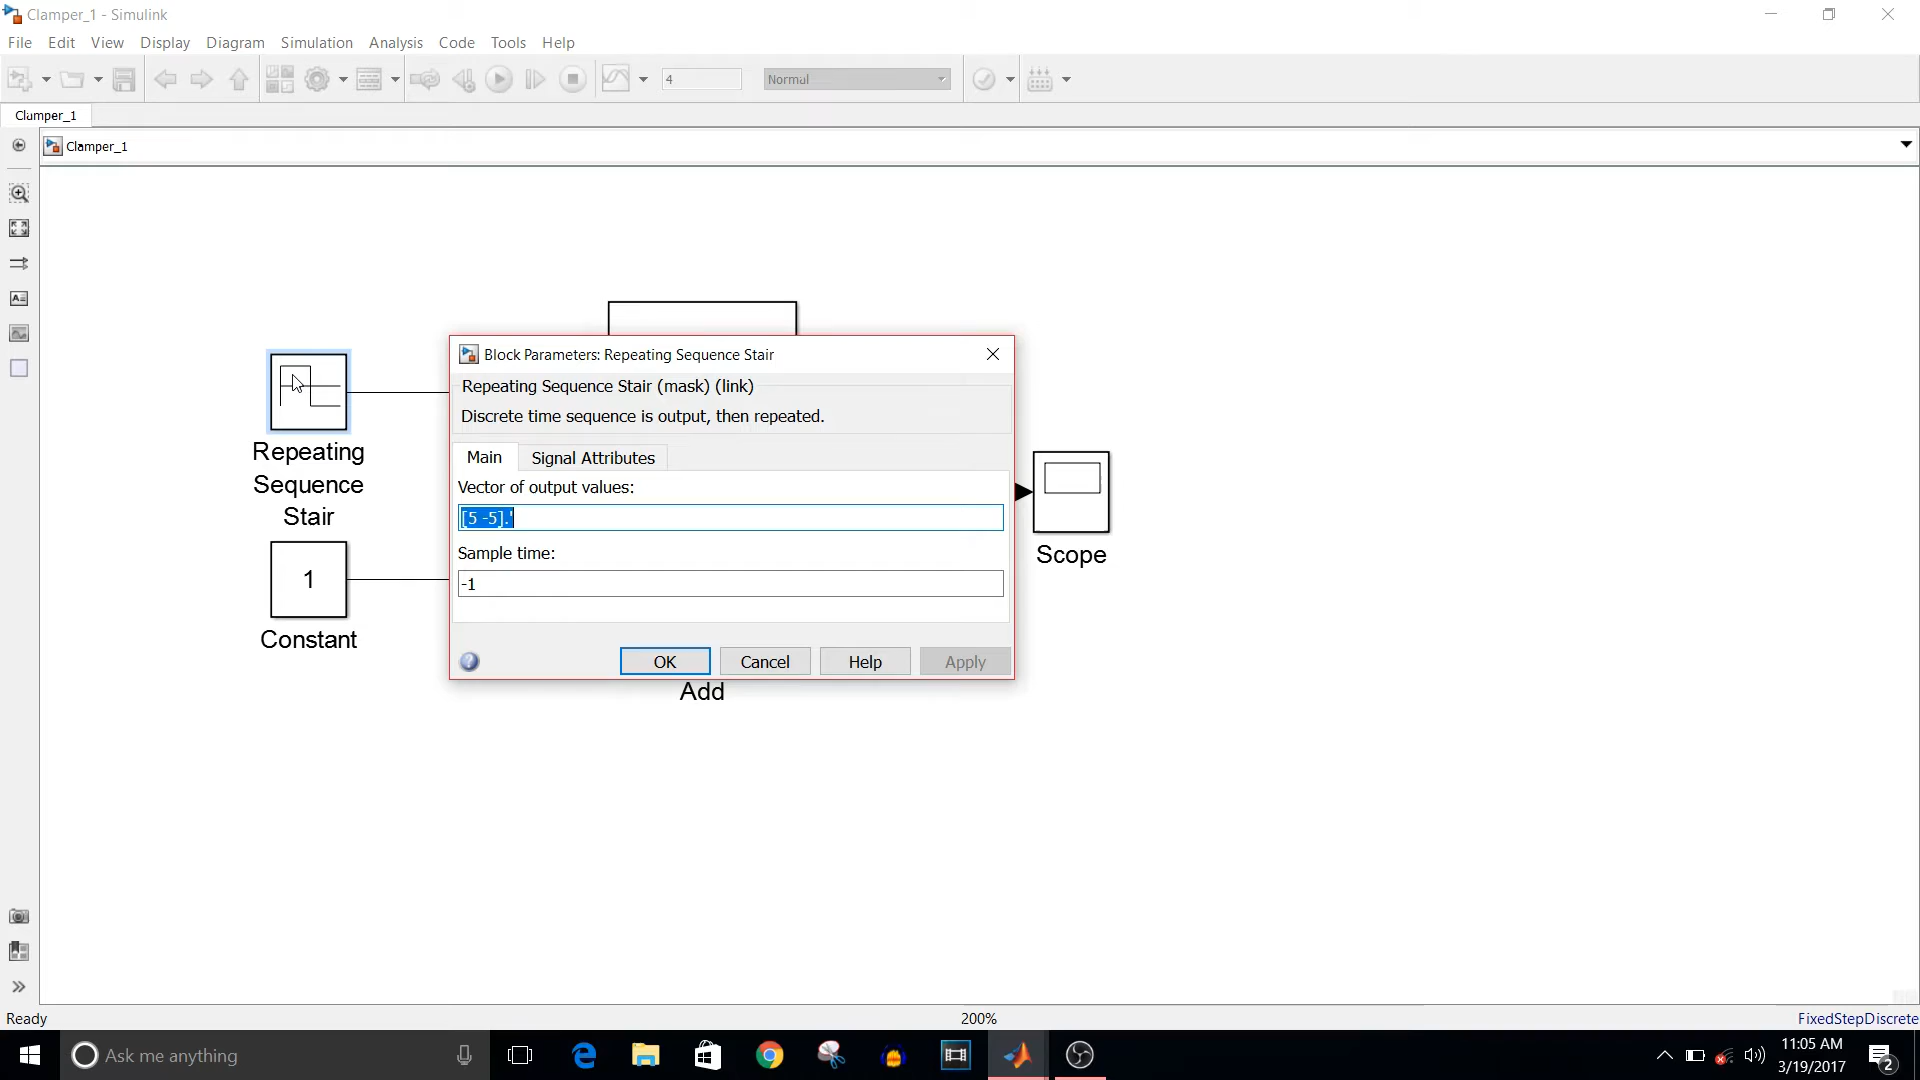 Clamper_1 - Simulink
File Edit View Display Diagram Simulation Analysis Code Tools Help
4 Normal
Clamper_1
Clamper_1
Block Parameters: Repeating Sequence Stair
Repeating Sequence Stair (mask) (link)
Discrete time sequence is output, then repeated.
Main Signal Attributes
Vector of output values:
[5 -5].'
Sample time:
-1
OK Cancel Help Apply
Repeating
Sequence
Stair
1
Constant
Add
Scope
Ready 200% FixedStepDiscrete
Ask me anything
11:05 AM
3/19/2017
2